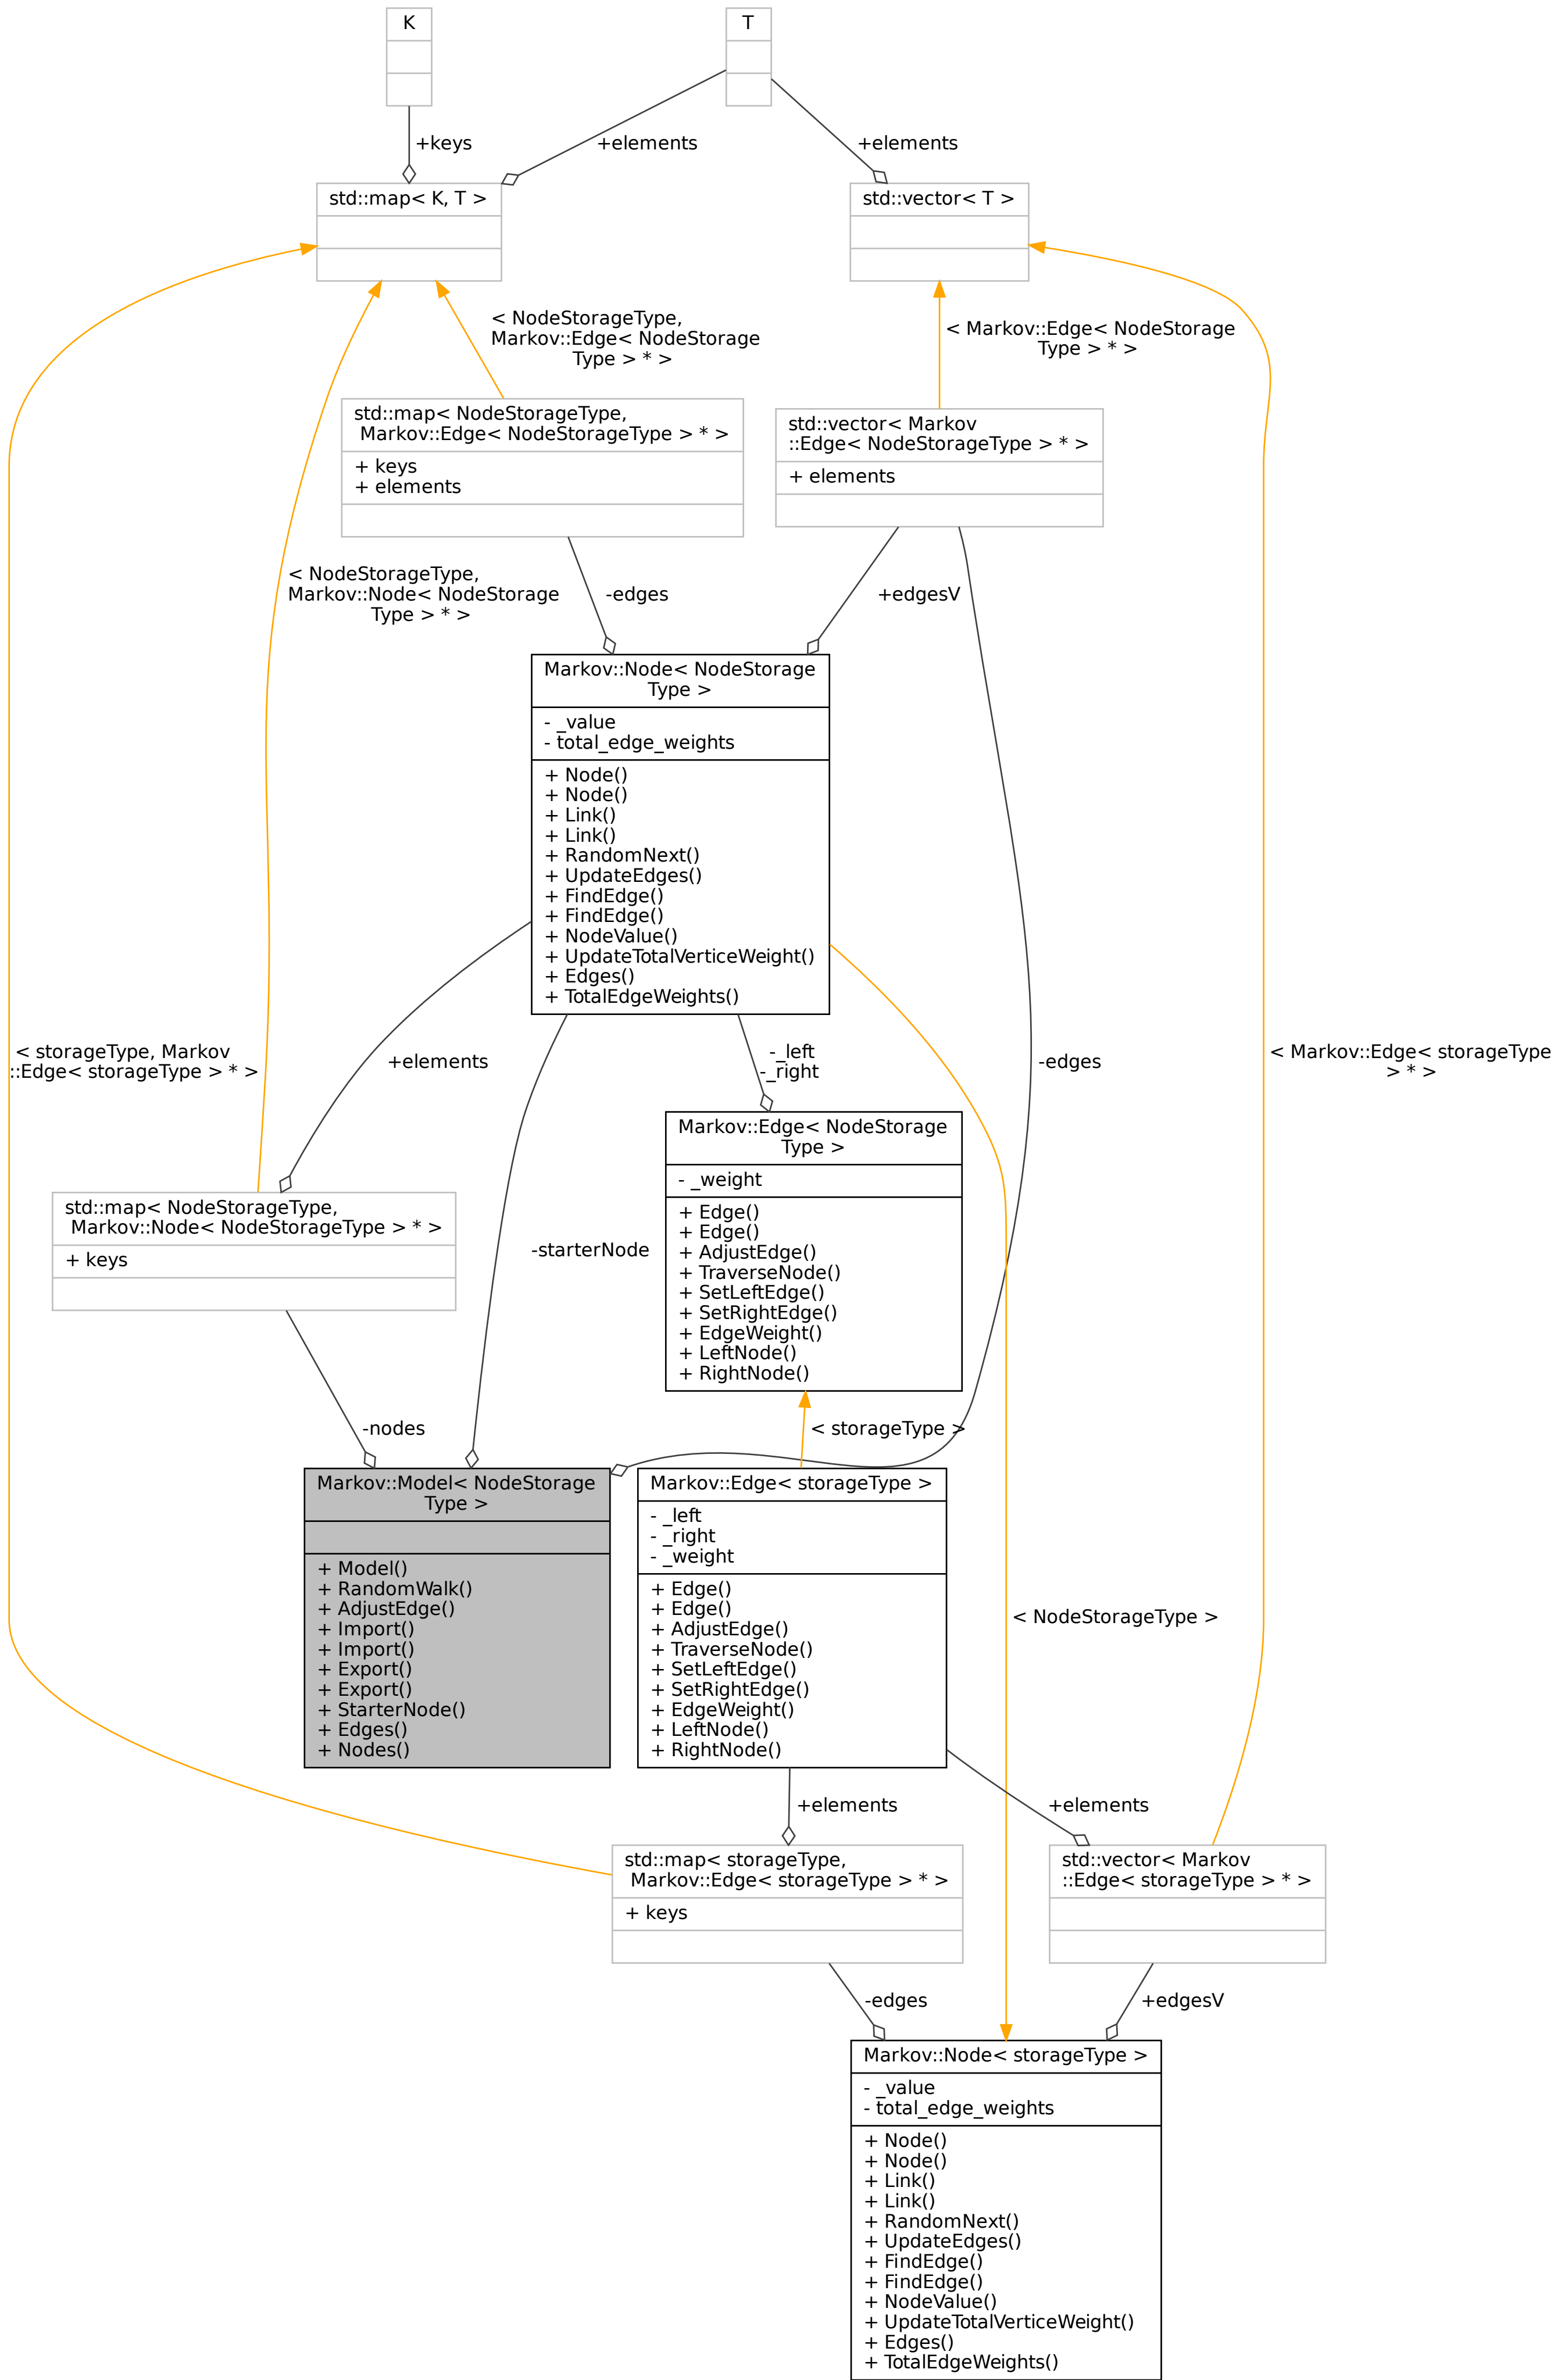 K
T
+keys
+elements
+elements
std::map< K, T >
std::vector< T >
< NodeStorageType,
Markov::Edge< NodeStorage
Type > * >
< Markov::Edge< NodeStorage
Type > * >
std::map< NodeStorageType,
Markov::Edge< NodeStorageType > * >
+ keys
+ elements
std::vector< Markov
::Edge< NodeStorageType > * >
+ elements
< NodeStorageType,
Markov::Node< NodeStorage
Type > * >
-edges
+edgesV
Markov::Node< NodeStorage
Type >
- _value
- total_edge_weights
+ Node()
+ Node()
+ Link()
+ Link()
+ RandomNext()
+ UpdateEdges()
+ FindEdge()
+ FindEdge()
+ NodeValue()
+ UpdateTotalVerticeWeight()
+ Edges()
+ TotalEdgeWeights()
< storageType, Markov
::Edge< storageType > * >
+elements
-_left
-_right
-edges
< Markov::Edge< storageType
> * >
Markov::Edge< NodeStorage
Type >
- _weight
+ Edge()
+ Edge()
+ AdjustEdge()
+ TraverseNode()
+ SetLeftEdge()
+ SetRightEdge()
+ EdgeWeight()
+ LeftNode()
+ RightNode()
std::map< NodeStorageType,
Markov::Node< NodeStorageType > * >
+ keys
-starterNode
-nodes
< storageType >
Markov::Model< NodeStorage
Type >
+ Model()
+ RandomWalk()
+ AdjustEdge()
+ Import()
+ Import()
+ Export()
+ Export()
+ StarterNode()
+ Edges()
+ Nodes()
Markov::Edge< storageType >
- _left
- _right
- _weight
+ Edge()
+ Edge()
+ AdjustEdge()
+ TraverseNode()
+ SetLeftEdge()
+ SetRightEdge()
+ EdgeWeight()
+ LeftNode()
+ RightNode()
< NodeStorageType >
+elements
+elements
std::map< storageType,
Markov::Edge< storageType > * >
+ keys
std::vector< Markov
::Edge< storageType > * >
-edges
+edgesV
Markov::Node< storageType >
- _value
- total_edge_weights
+ Node()
+ Node()
+ Link()
+ Link()
+ RandomNext()
+ UpdateEdges()
+ FindEdge()
+ FindEdge()
+ NodeValue()
+ UpdateTotalVerticeWeight()
+ Edges()
+ TotalEdgeWeights()